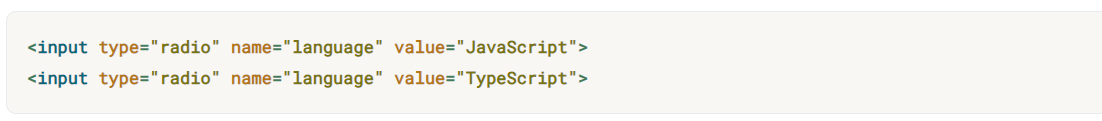 <input type="radio" name="language" value="JavaScript">
<input type="radio" name="language" value="TypeScript">